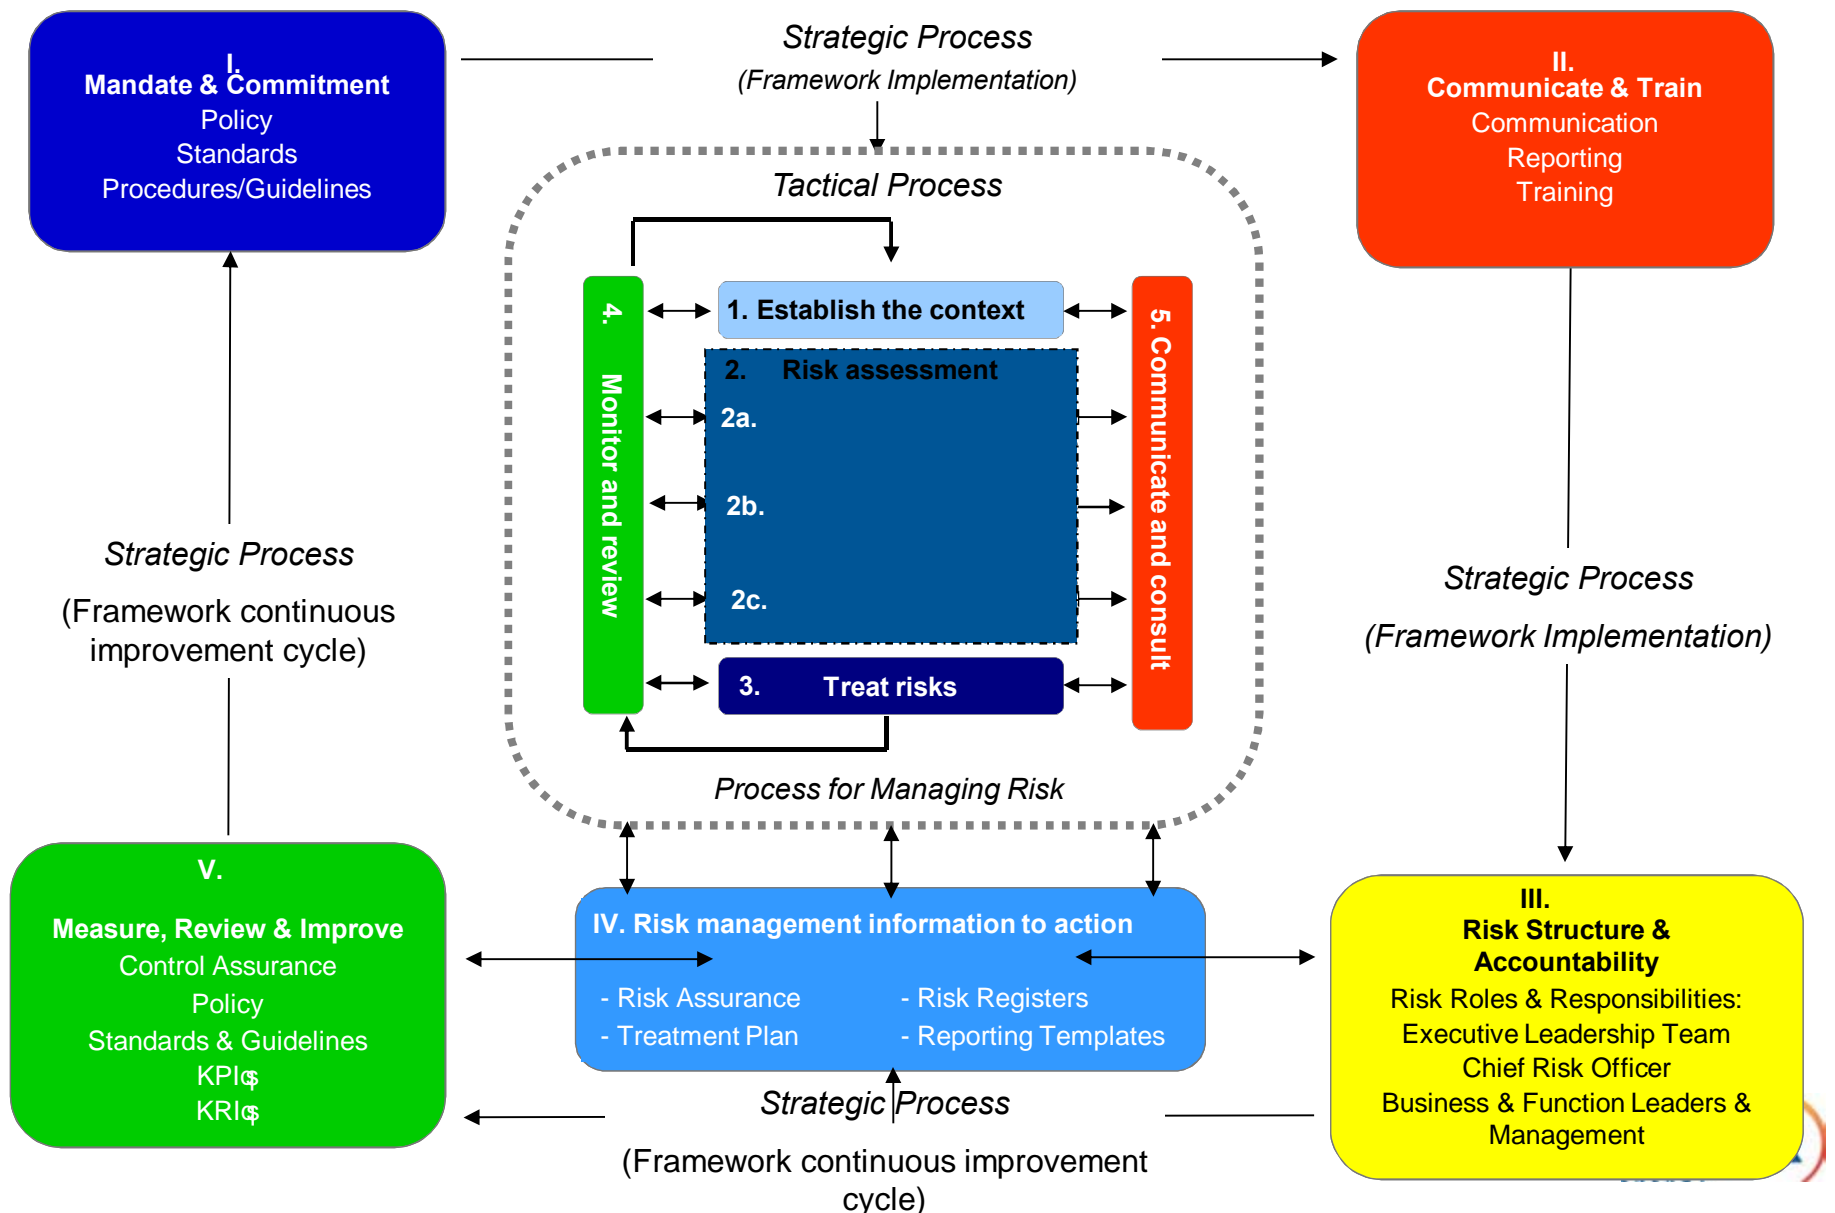 I.
Mandate & Commitment
Policy
Standards
Procedures/Guidelines
Strategic Process
(Framework Implementation)
II.
Communicate & Train
Communication
Reporting
Training
Tactical Process
4. Monitor and review
1. Establish the context
2. Risk assessment
2a.
2b.
2c.
3. Treat risks
5. Communicate and consult
Process for Managing Risk
Strategic Process
(Framework continuous
improvement cycle)
Strategic Process
(Framework Implementation)
V.
Measure, Review & Improve
Control Assurance
Policy
Standards & Guidelines
KPI
KRI
IV. Risk management information to action
- Risk Assurance
- Treatment Plan
- Risk Registers
- Reporting Templates
III.
Risk Structure &
Accountability
Risk Roles & Responsibilities:
Executive Leadership Team
Chief Risk Officer
Business & Function Leaders &
Management
Strategic Process
(Framework continuous improvement
cycle)